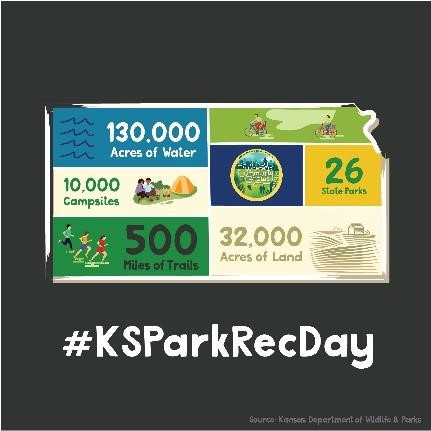 130,000
Acres of Water
10,000
Campsites
26
State Parks
500
Miles of Trails
32,000
Acres of Land
#KSParkRecDay
Source: Kansas Department of Wildlife & Parks